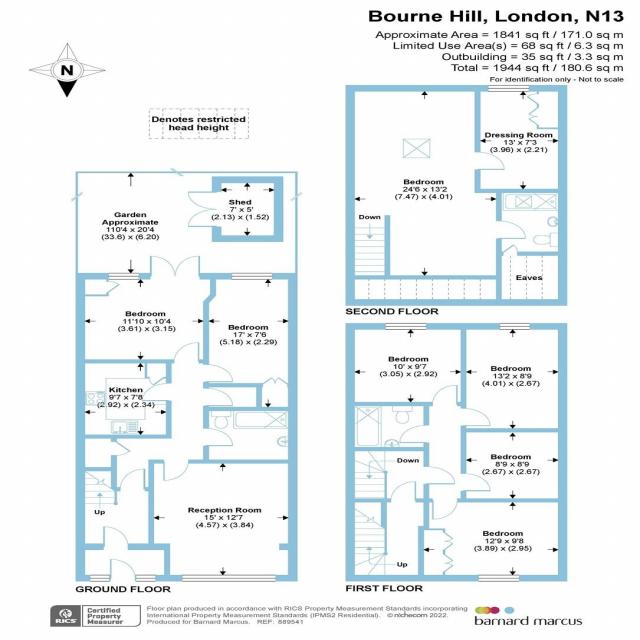 Bourne Hill, London, N13
Approximate Area = 1841 sq ft / 171.0 sq m
Limited Use Area(s) = 68 sq ft / 6.3 sq m
Outbuilding = 35 sq ft / 3.3 sq m
Total = 1944 sq ft / 180.6 sq m
For identification only - Not to scale
N
Denotes restricted
head height
Dressing Room
13' x 7'3
(3.96) x (2.21)
Bedroom
24'6 x 13'2
(7.47) x (4.01)
Down
Eaves
SECOND FLOOR
Shed
7' x 5'
(2.13) x (1.52)
Garden
Approximate
110'4 x 20'4
(33.6) x (6.20)
Bedroom
11'10 x 10'4
(3.61) x (3.15)
Bedroom
17' x 7'6
(5.18) x (2.29)
Kitchen
9'7 x 7'8
(2.92) x (2.34)
Up
Reception Room
15' x 12'7
(4.57) x (3.84)
GROUND FLOOR
Bedroom
10' x 9'7
(3.05) x (2.92)
Bedroom
13'2 x 8'9
(4.01) x (2.67)
Down
Bedroom
8'9 x 8'9
(2.67) x (2.67)
Bedroom
12'9 x 9'8
(3.89) x (2.95)
Up
FIRST FLOOR
RICS
Certified
Property
Measurer
Floor plan produced in accordance with RICS Property Measurement Standards incorporating
International Property Measurement Standards (IPMS2 Residential). © nichecom 2022.
Produced for Barnard Marcus. REF: 889541
barnard marcus